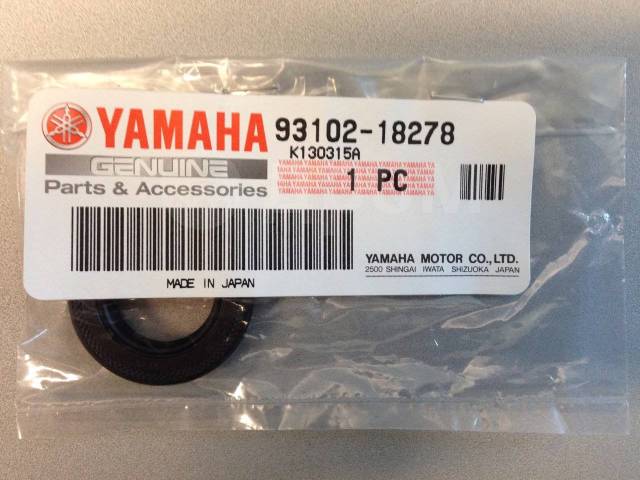 YAMAHA 93102-18278
K130315A
GENUINE
Parts & Accessories
1 PC
YAMAHA MOTOR CO.,LTD.
2500 SHINGAI IWATA SHIZUOKA JAPAN
MADE IN JAPAN